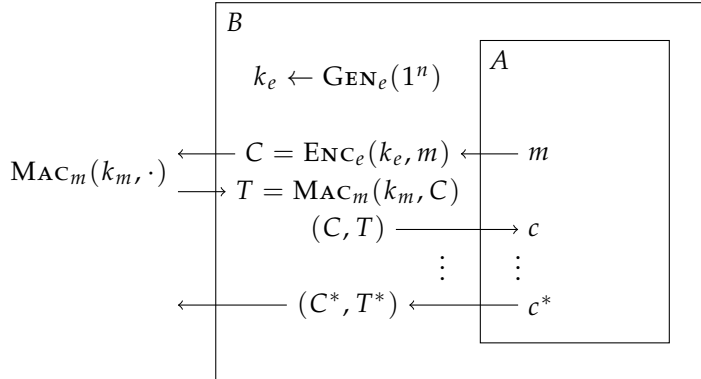 B
A
k_e ← GEN_e(1^n)
C = ENC_e(k_e, m) m
MAC_m(k_m, ·)
T = MAC_m(k_m, C)
(C, T) c
⋮ ⋮
(C*, T*) c*